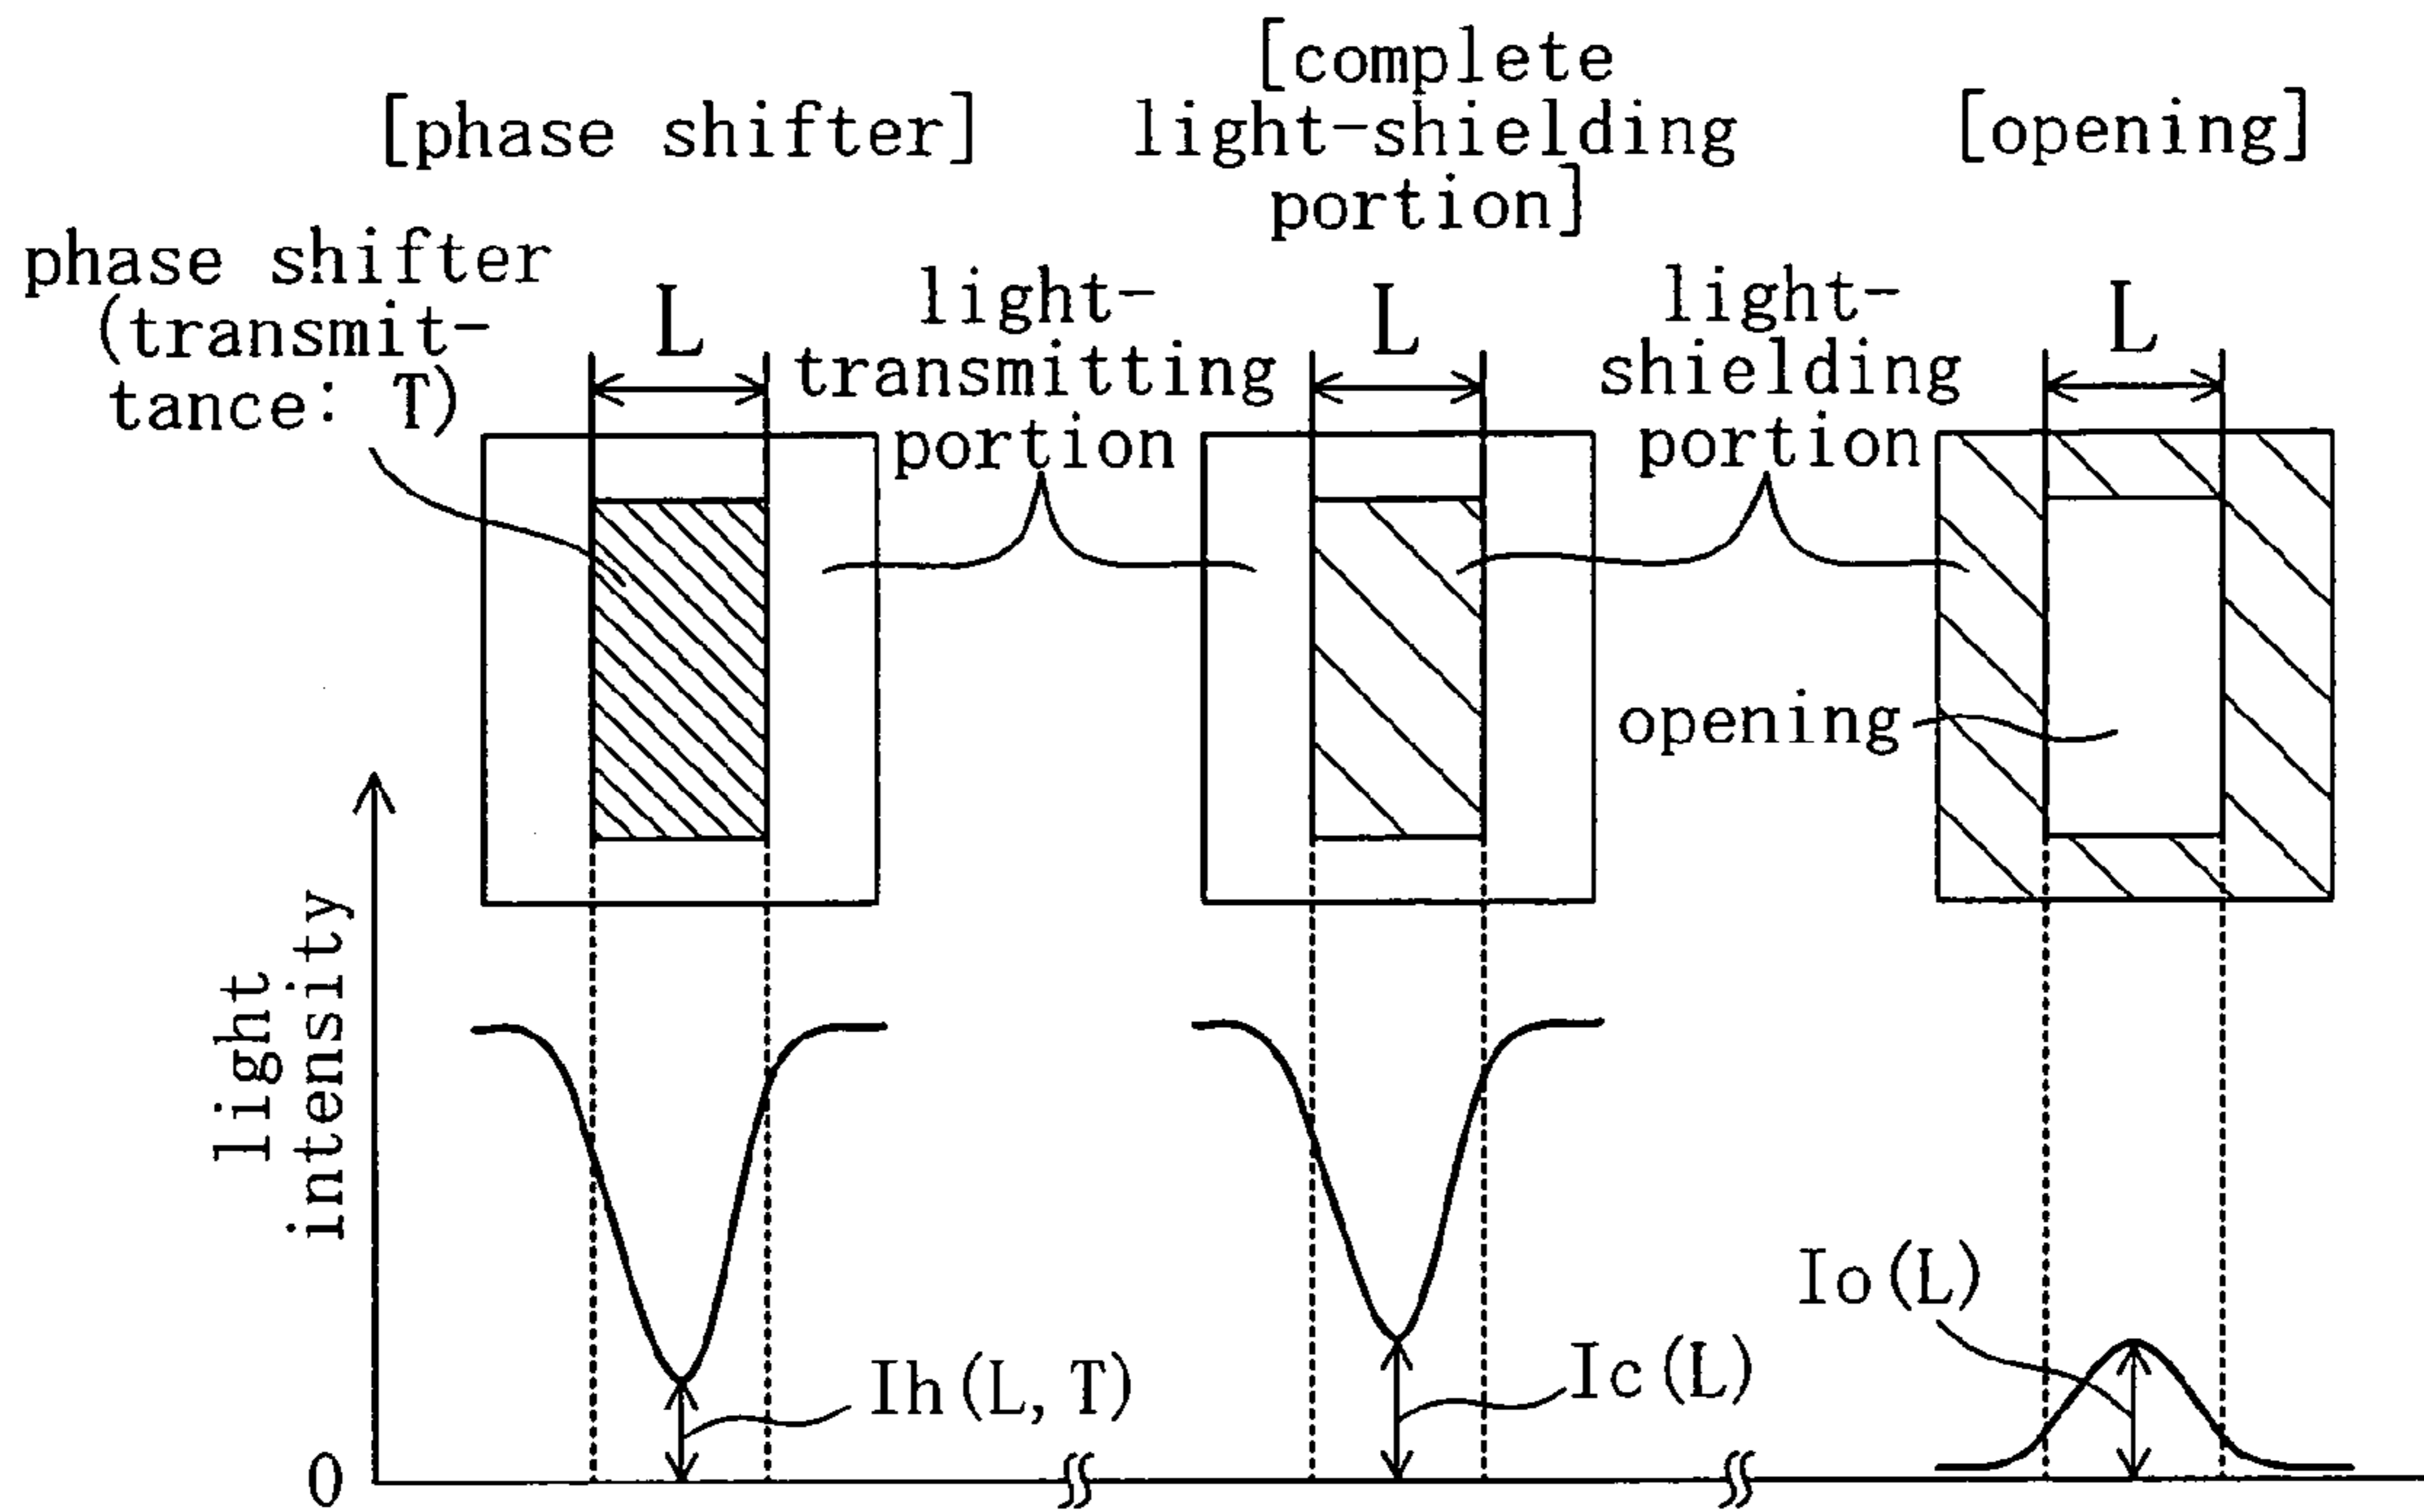 [phase shifter]
[complete
light-shielding
portion]
[opening]
phase shifter
(transmit-
tance: T)
L
light-
transmitting
portion
L
light-
shielding
portion
L
opening
light
intensity
Io(L)
Ih(L, T)
Ic(L)
0